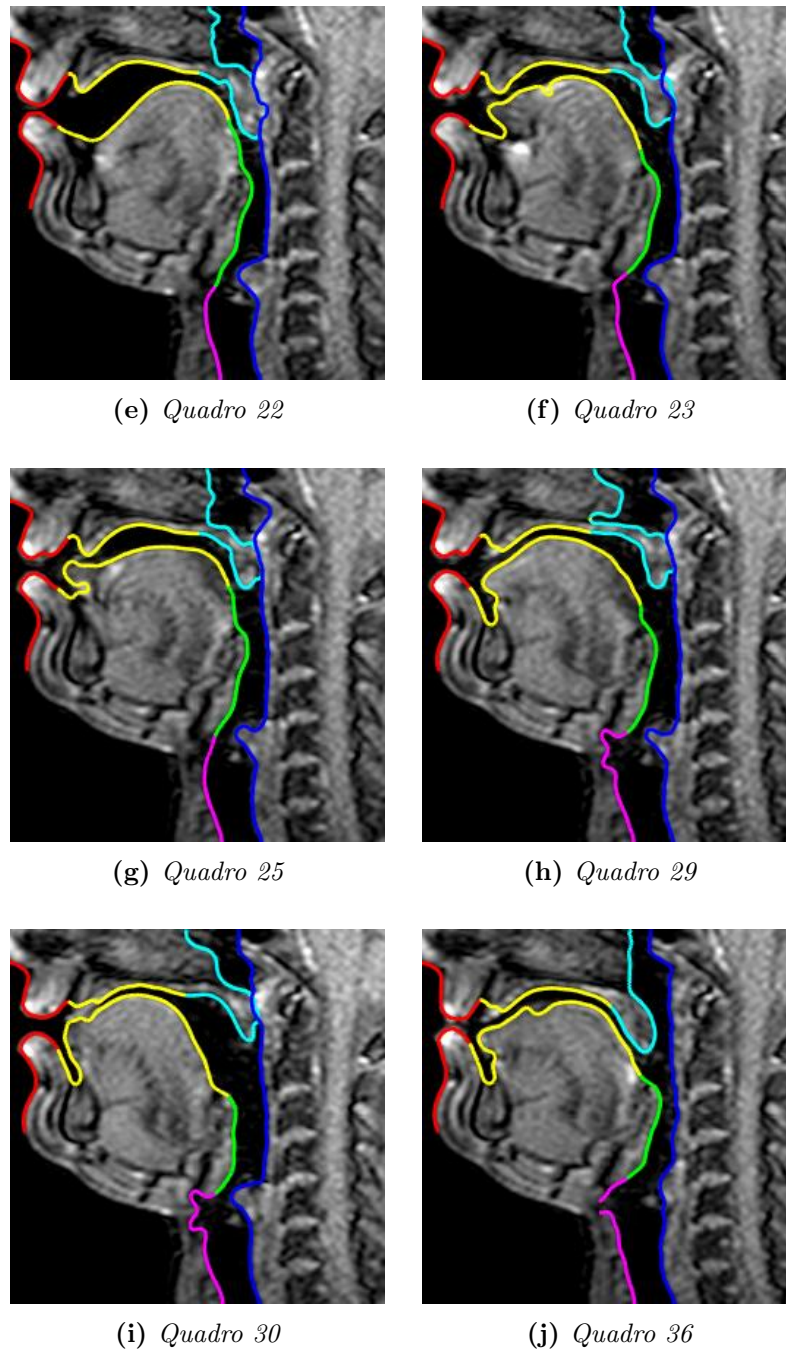 (e) Quadro 22
(f) Quadro 23
(g) Quadro 25
(h) Quadro 29
(i) Quadro 30
(j) Quadro 36